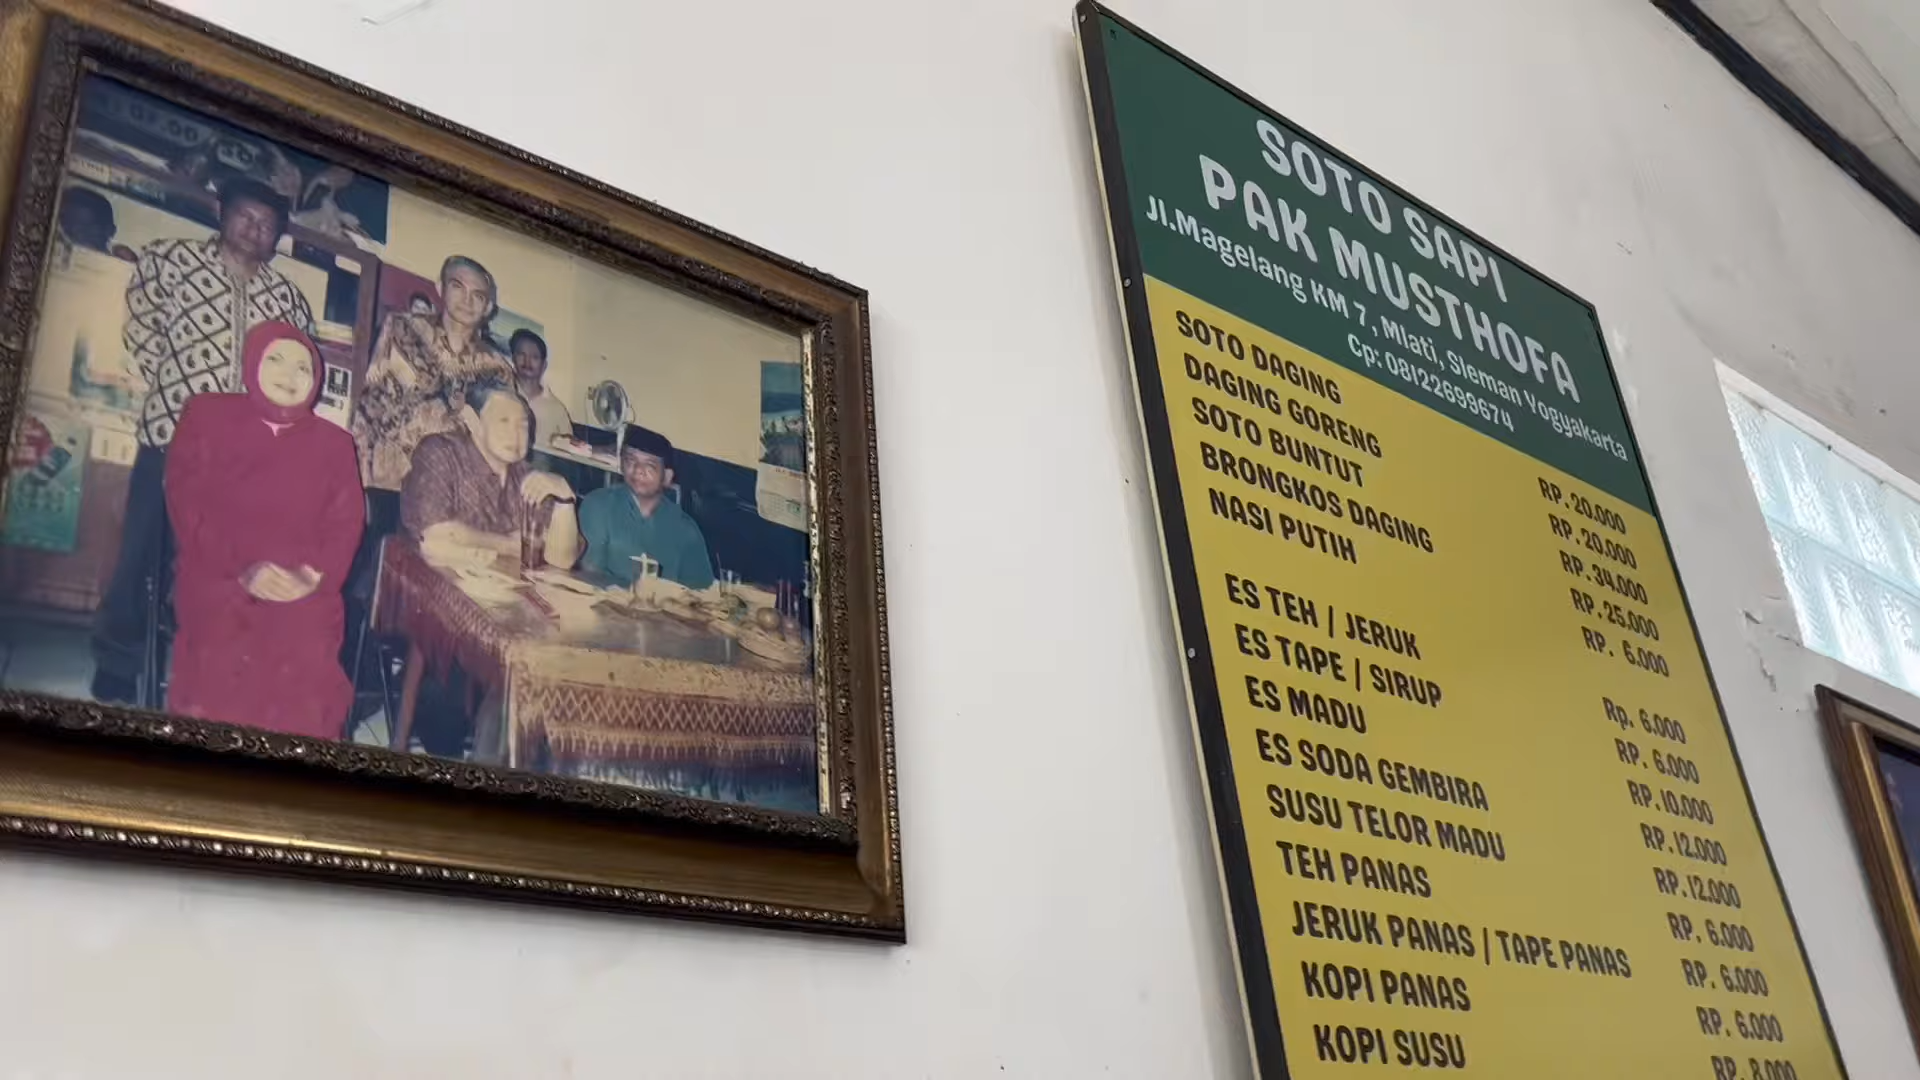 SOTO SAPI
PAK MUSTHOFA
Jl.Magelang KM 7, Mlati, Sleman Yogyakarta
Cp: 08122699674
SOTO DAGING RP. 20.000
DAGING GORENG RP. 20.000
SOTO BUNTUT RP. 34.000
BRONGKOS DAGING RP. 25.000
NASI PUTIH RP. 6.000
ES TEH / JERUK Rp. 6.000
ES TAPE / SIRUP RP. 6.000
ES MADU RP. 10.000
ES SODA GEMBIRA RP. 12.000
SUSU TELOR MADU RP. 12.000
TEH PANAS RP. 6.000
JERUK PANAS / TAPE PANAS RP. 6.000
KOPI PANAS RP. 6.000
KOPI SUSU RP. 8.000